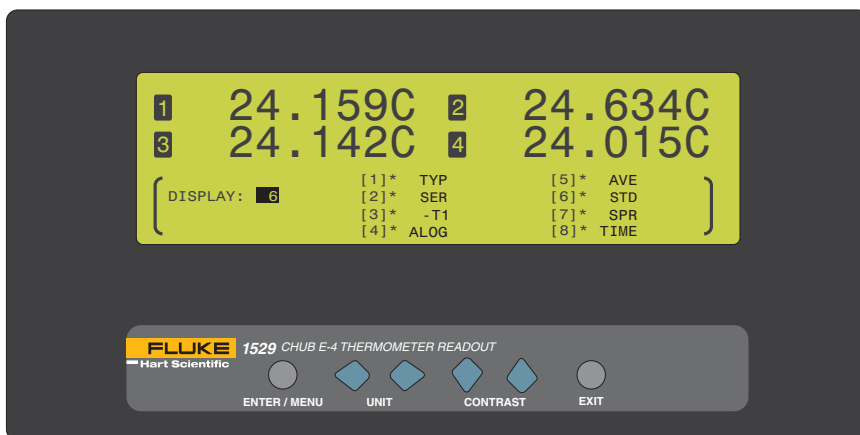 1 24.159C 2 24.634C
3 24.142C 4 24.015C
DISPLAY: 6
[1]* TYP
[2]* SER
[3]* -T1
[4]* ALOG
[5]* AVE
[6]* STD
[7]* SPR
[8]* TIME
FLUKE
Hart Scientific
1529 CHUB E-4 THERMOMETER READOUT
ENTER / MENU UNIT CONTRAST EXIT